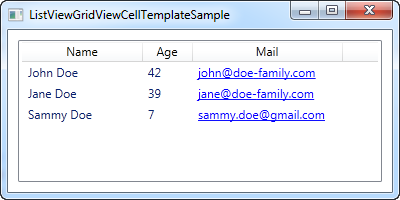 ListViewGridViewCellTemplateSample
Name Age Mail
John Doe 42 john@doe-family.com
Jane Doe 39 jane@doe-family.com
Sammy Doe 7 sammy.doe@gmail.com